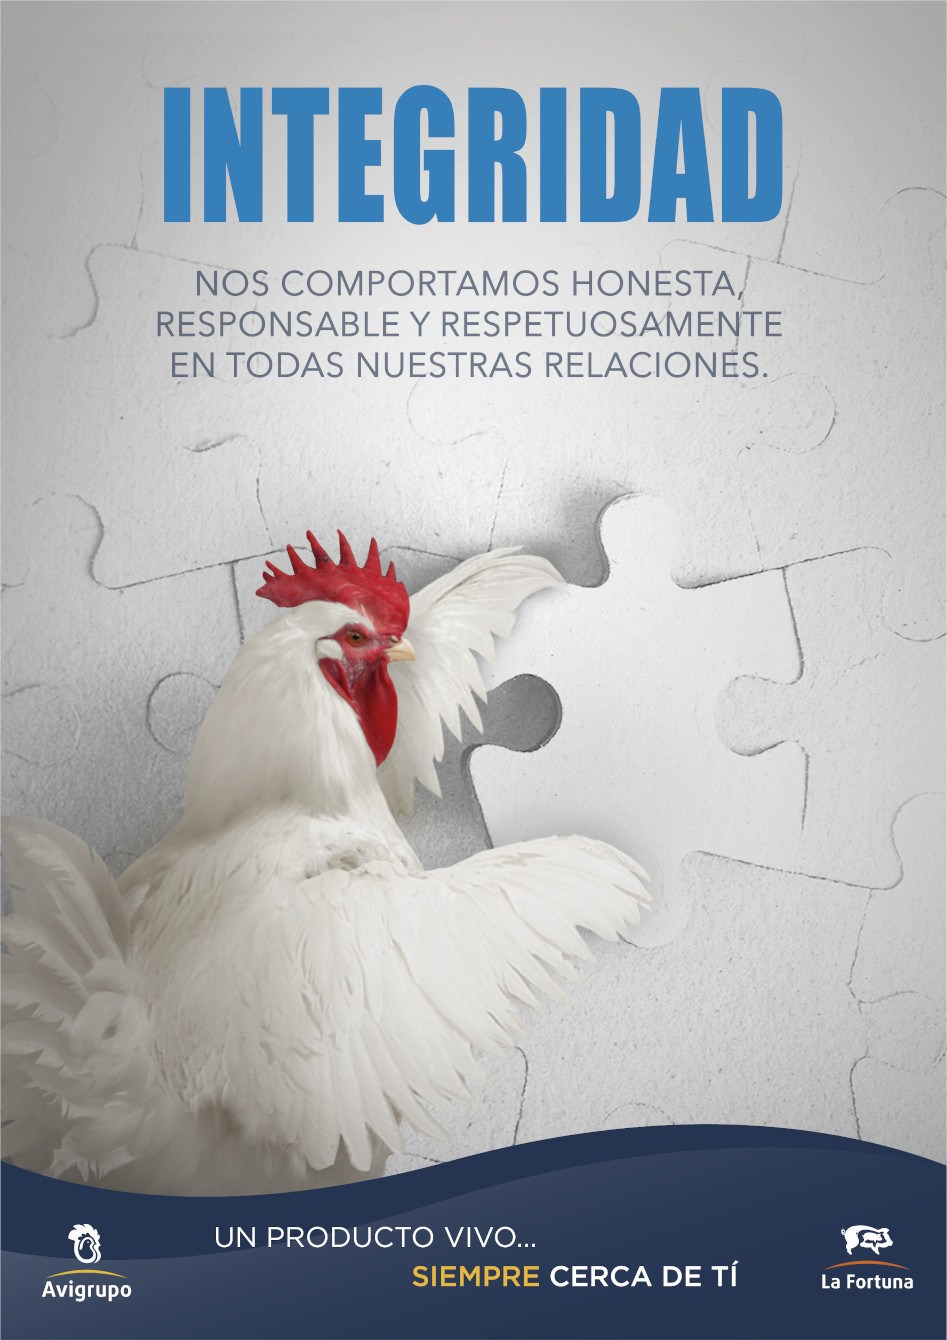 INTEGRIDAD
NOS COMPORTAMOS HONESTA,
RESPONSABLE Y RESPETUOSAMENTE
EN TODAS NUESTRAS RELACIONES.
UN PRODUCTO VIVO...
SIEMPRE CERCA DE TÍ
Avigrupo
La Fortuna